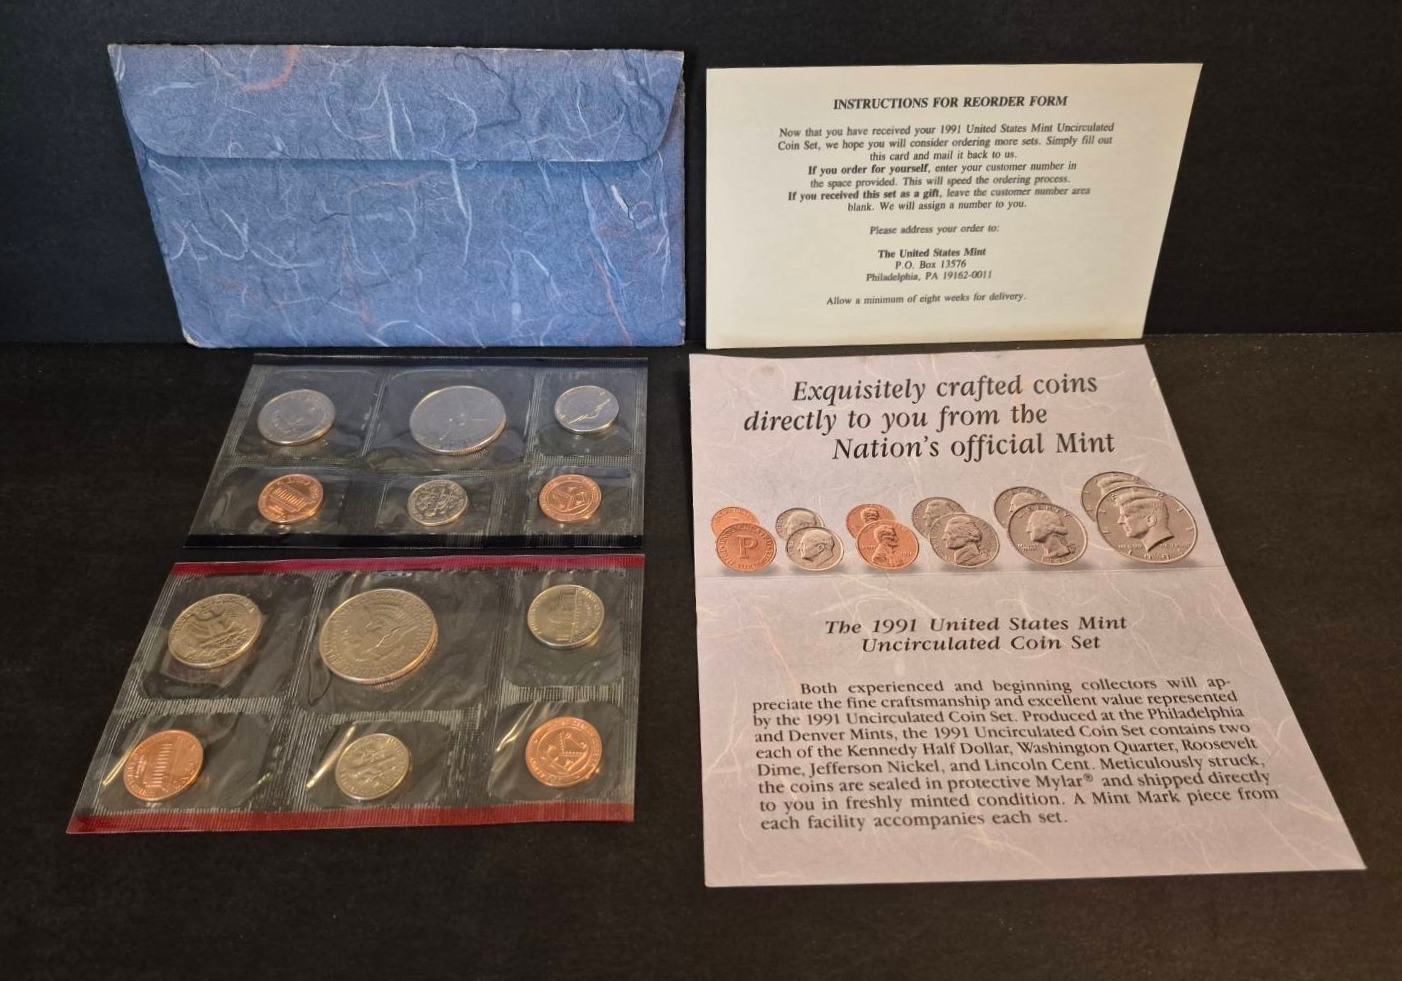 INSTRUCTIONS FOR REORDER FORM
Now that you have received your 1991 United States Mint Uncirculated
Coin Set, we hope you will consider ordering more sets. Simply fill out
this card and mail it back to us.
If you order for yourself, enter your customer number in
the space provided. This will speed the ordering process.
If you received this set as a gift, leave the customer number area
blank. We will assign a number to you.
Please address your order to:
The United States Mint
P.O. Box 13576
Philadelphia, PA 19162-0011
Allow a minimum of eight weeks for delivery.
Exquisitely crafted coins
directly to you from the
Nation's official Mint
P
The 1991 United States Mint
Uncirculated Coin Set
Both experienced and beginning collectors will ap-
preciate the fine craftsmanship and excellent value represented
by the 1991 Uncirculated Coin Set. Produced at the Philadelphia
and Denver Mints, the 1991 Uncirculated Coin Set contains two
each of the Kennedy Half Dollar, Washington Quarter, Roosevelt
Dime, Jefferson Nickel, and Lincoln Cent. Meticulously struck,
the coins are sealed in protective Mylar® and shipped directly
to you in freshly minted condition. A Mint Mark piece from
each facility accompanies each set.